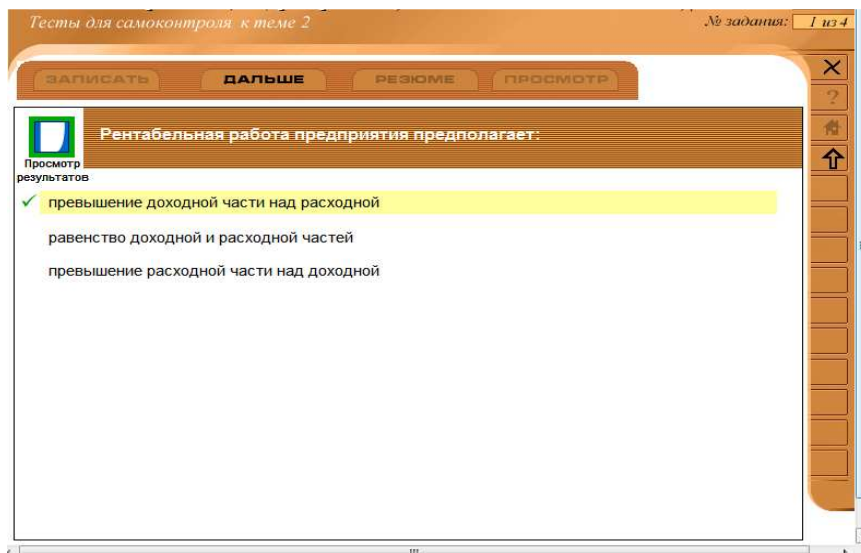 Тесты для самоконтроля к теме 2
№ задания: 1 из 4
ЗАПИСАТЬ ДАЛЬШЕ РЕЗЮМЕ ПРОСМОТР
?
Рентабельная работа предприятия предполагает:
Просмотр
результатов
превышение доходной части над расходной
равенство доходной и расходной частей
превышение расходной части над доходной